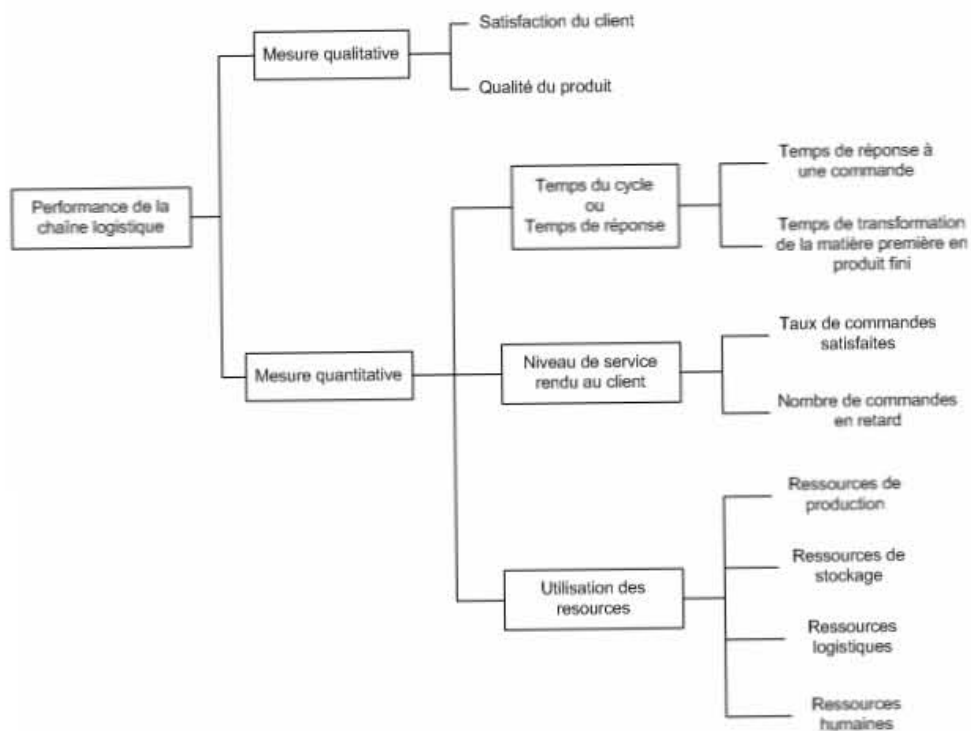 Satisfaction du client
Mesure qualitative
Qualité du produit
Performance de la
chaîne logistique
Temps du cycle
ou
Temps de réponse
Temps de réponse à
une commande
Temps de transformation
de la matière première en
produit fini
Mesure quantitative
Niveau de service
rendu au client
Taux de commandes
satisfaites
Nombre de commandes
en retard
Utilisation des
resources
Ressources de
production
Ressources de
stockage
Ressources
logistiques
Ressources
humaines